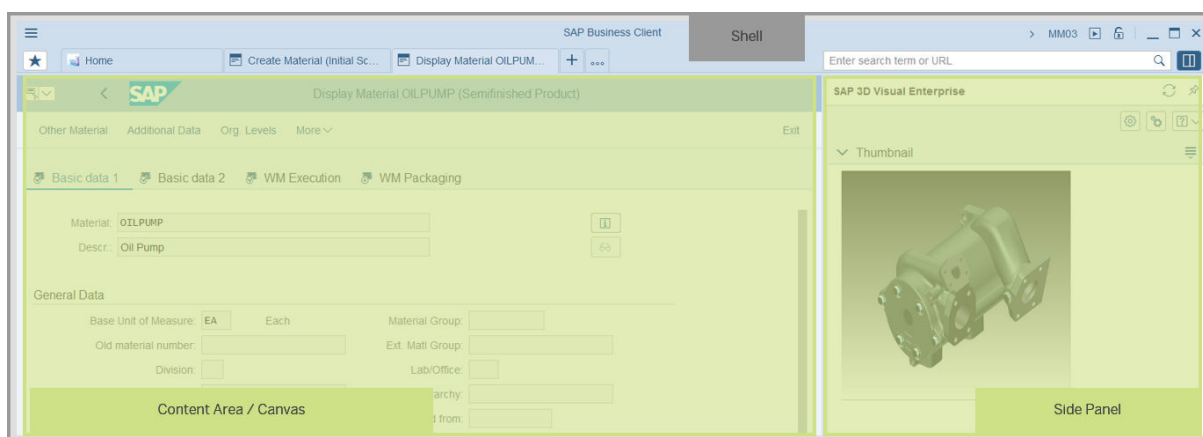 SAP Business Client
Shell
MM03
Home
Create Material (Initial Sc...
Display Material OILPUM...
Enter search term or URL
SAP
Display Material OILPUMP (Semifinished Product)
Other Material Additional Data Org. Levels More
Exit
Basic data 1 Basic data 2 WM Execution WM Packaging
Material: OILPUMP
Descr.: Oil Pump
General Data
Base Unit of Measure: EA Each Material Group:
Old material number: Ext. Matl Group:
Division: Lab/Office:
archy:
d from:
Content Area / Canvas
SAP 3D Visual Enterprise
Thumbnail
Side Panel